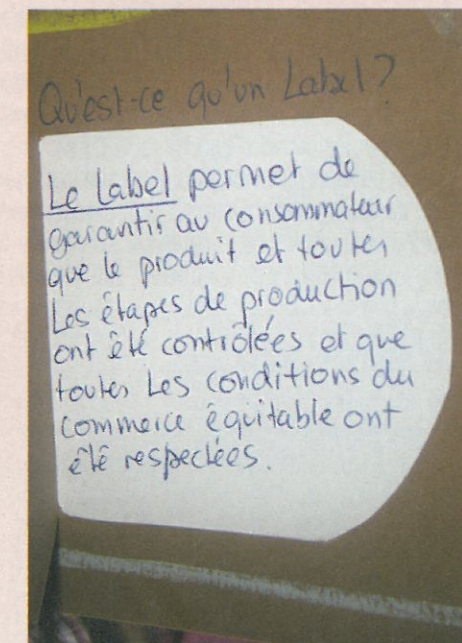 Qu'est-ce qu'un Label?
Le Label permet de
garantir au consommateur
que le produit et toutes
Les étapes de production
ont été contrôlées et que
toutes Les conditions du
commerce équitable ont
été respectées.